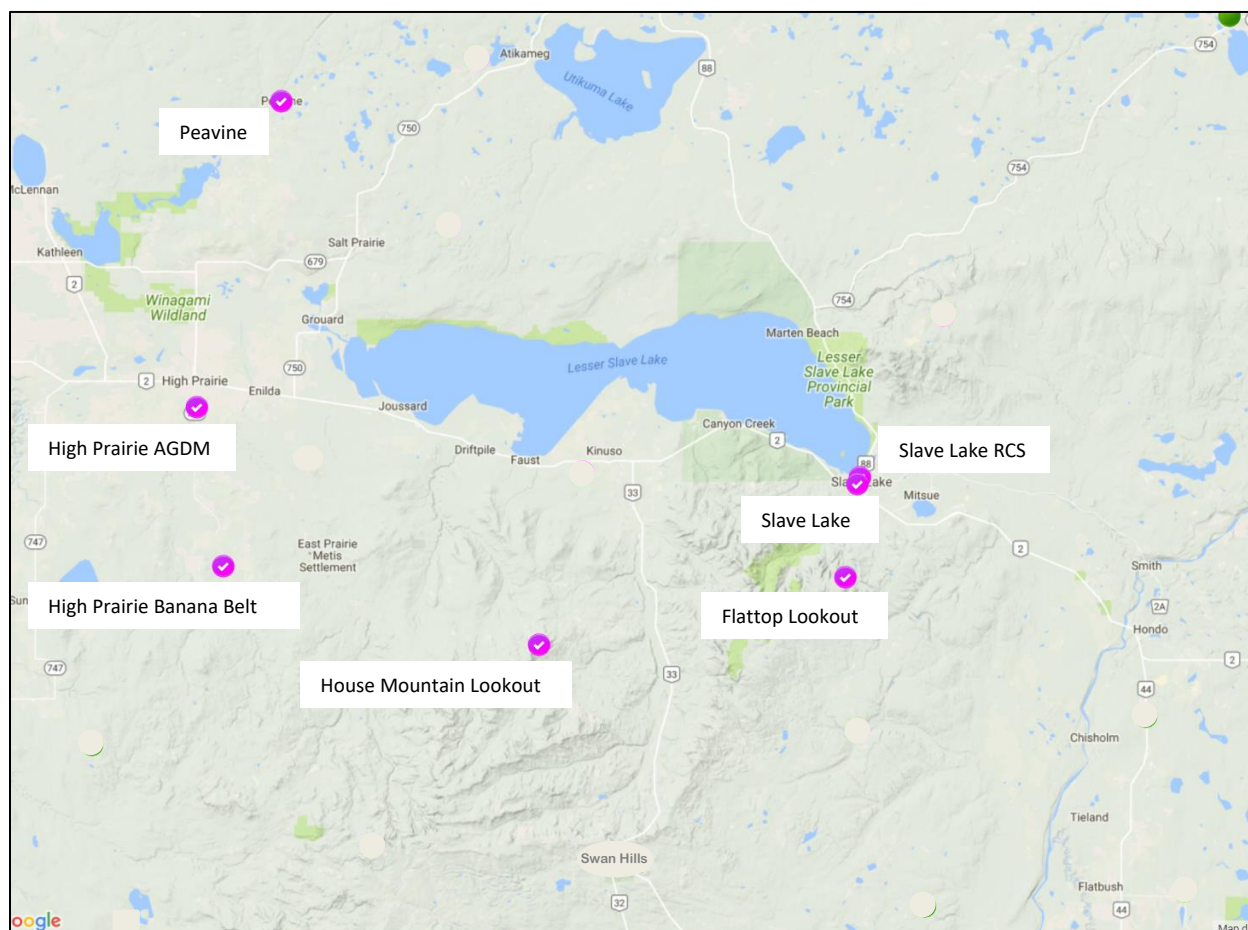 Atikameg
88
754
754
Utikuma Lake
Peavine
750
McLennan
Salt Prairie
Kathleen
679
2
Winagami
Wildland
754
Grouard
Marten Beach
Lesser Slave Lake
Lesser
Slave Lake
Provincial
Park
750
2
High Prairie
Enilda
Joussard
Canyon Creek
2
High Prairie AGDM
Driftpile
Faust
Kinuso
Slave Lake RCS
88
Slave Lake
Mitsue
33
Slave Lake
747
East Prairie
Metis
Settlement
2
Smith
High Prairie Banana Belt
Flattop Lookout
2A
Hondo
747
House Mountain Lookout
33
2
44
Chisholm
Tieland
Swan Hills
Flatbush
32
44
oogle